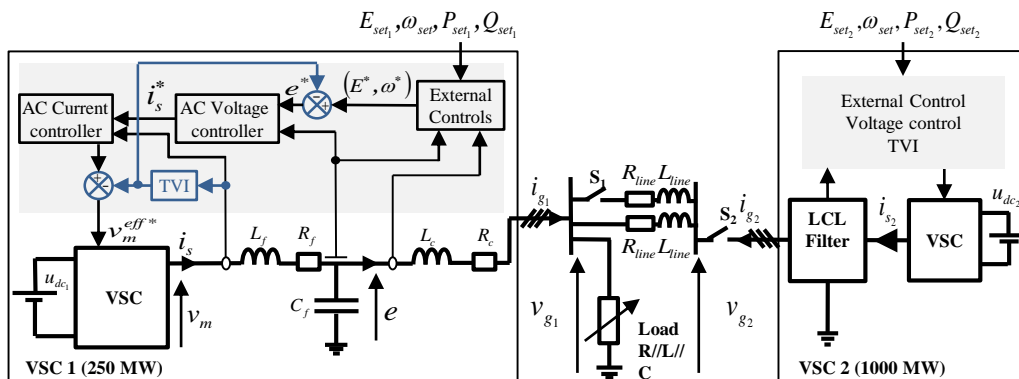 E_set1, ω_set, P_set1, Q_set1
E_set2, ω_set, P_set2, Q_set2
i_s*
e*
(E*, ω*)
AC Current
controller
AC Voltage
controller
External
Controls
External Control
Voltage control
TVI
+
-
-
+
TVI
v_m^eff*
i_s
L_f
R_f
L_c
R_c
i_g1
S1
R_line L_line
S2
i_g2
R_line L_line
LCL
Filter
i_s2
VSC
u_dc2
u_dc1
VSC
v_m
C_f
e
v_g1
Load
R//L//
C
v_g2
VSC 1 (250 MW)
VSC 2 (1000 MW)